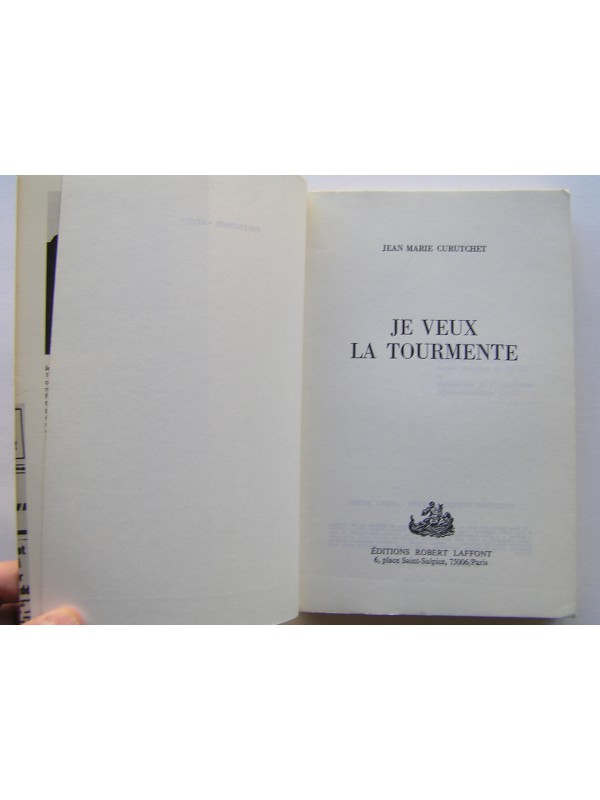 JEAN MARIE CURUTCHET
JE VEUX
LA TOURMENTE
ÉDITIONS ROBERT LAFFONT
6, place Saint-Sulpice, 75006/Paris